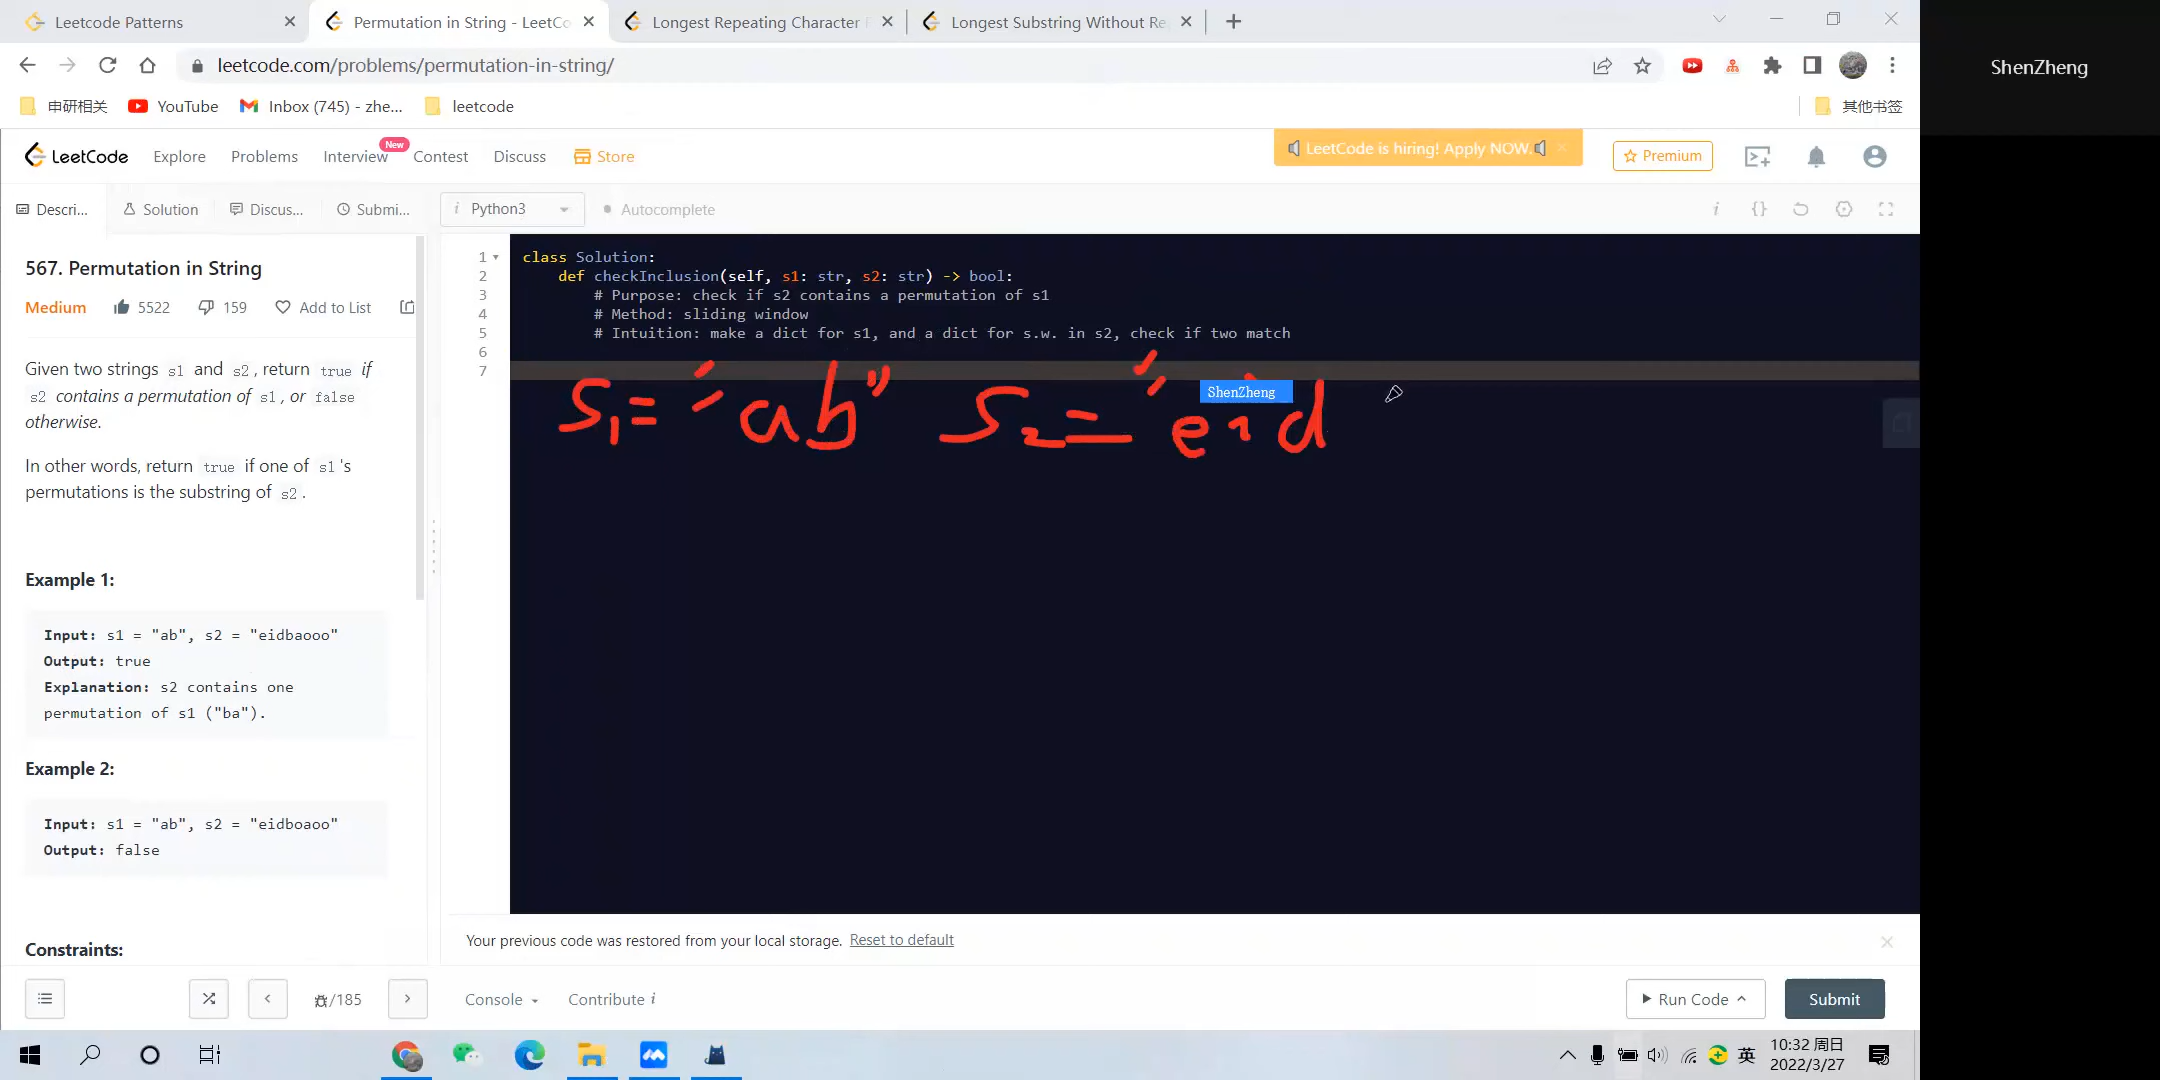 Leetcode Patterns
Permutation in String - LeetCo
Longest Repeating Character
Longest Substring Without Re
leetcode.com/problems/permutation-in-string/
申研相关 YouTube Inbox (745) - zhe... leetcode 其他书签
LeetCode Explore Problems Interview New Contest Discuss Store
LeetCode is hiring! Apply NOW. Premium
Descri... Solution Discus... Submi...
i Python3 Autocomplete
567. Permutation in String
Medium 5522 159 Add to List
Given two strings s1 and s2, return true if
s2 contains a permutation of s1, or false
otherwise.
In other words, return true if one of s1's
permutations is the substring of s2.
Example 1:
Input: s1 = "ab", s2 = "eidbaooo"
Output: true
Explanation: s2 contains one
permutation of s1 ("ba").
Example 2:
Input: s1 = "ab", s2 = "eidboaoo"
Output: false
Constraints:
1 class Solution:
2 def checkInclusion(self, s1: str, s2: str) -> bool:
3 # Purpose: check if s2 contains a permutation of s1
4 # Method: sliding window
5 # Intuition: make a dict for s1, and a dict for s.w. in s2, check if two match
6
7
S1= "ab" S2= "eid
ShenZheng
Your previous code was restored from your local storage. Reset to default
/185
Console Contribute i
Run Code Submit
英 10:32 周日
2022/3/27
ShenZheng